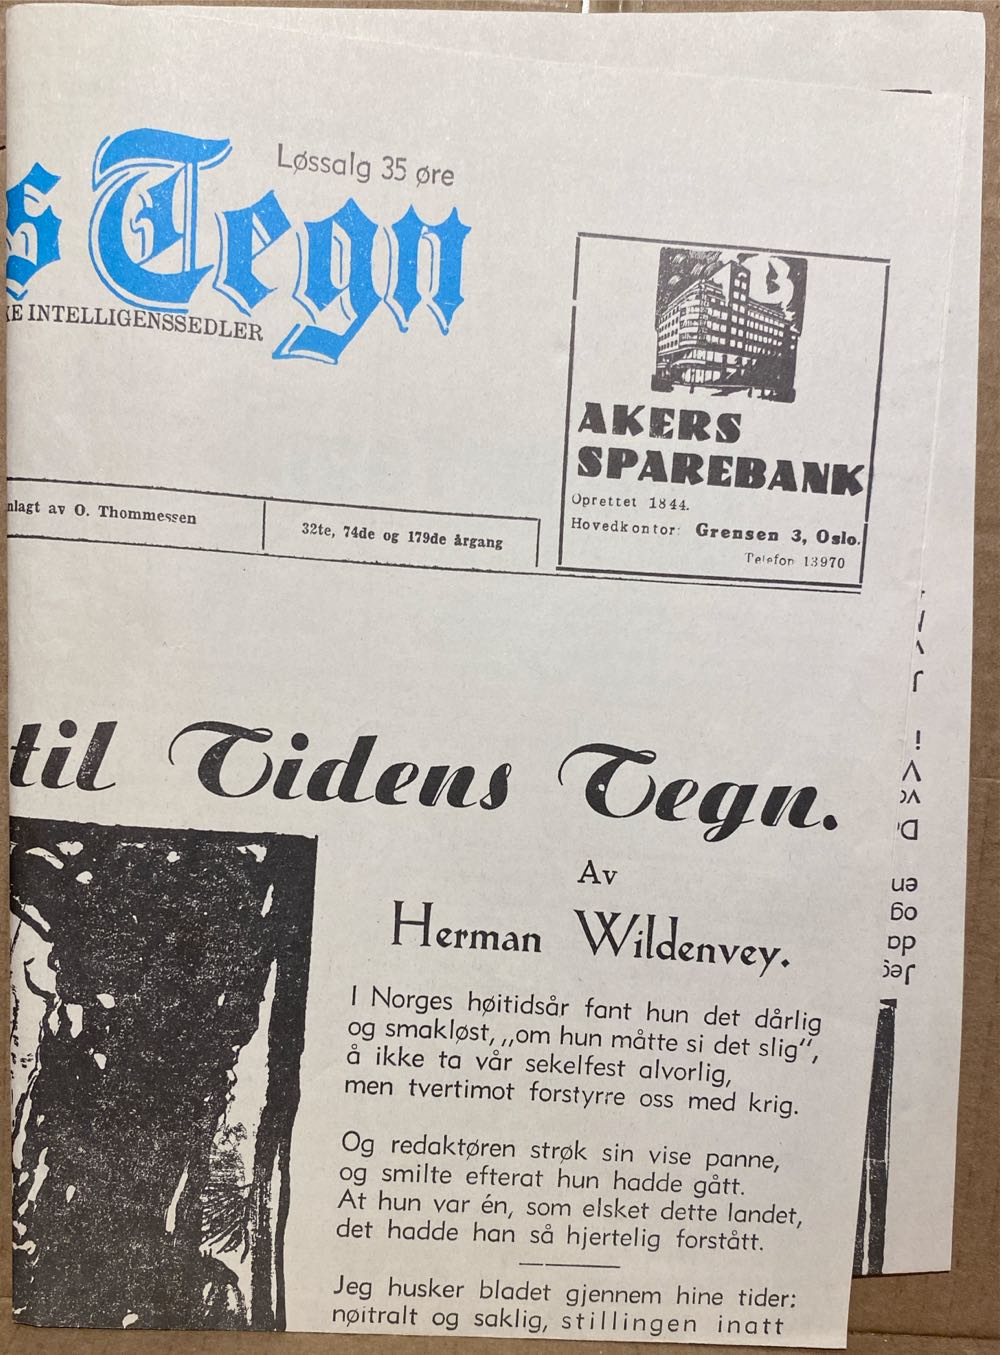 Løssalg 35 øre
s Tegn
KE INTELLIGENSSEDLER
AKERS
SPAREBANK
Oprettet 1844.
Hovedkontor: Grensen 3, Oslo.
Telefon 13970
nlagt av O. Thommessen
32te, 74de og 179de årgang
til Tidens Tegn.
Av
Herman Wildenvey.
I Norges høitidsår fant hun det dårlig
og smakløst, „om hun måtte si det slig“,
å ikke ta vår sekelfest alvorlig,
men tvertimot forstyrre oss med krig.
Og redaktøren strøk sin vise panne,
og smilte efterat hun hadde gått.
At hun var én, som elsket dette landet,
det hadde han så hjertelig forstått.
Jeg husker bladet gjennem hine tider:
nøitralt og saklig, stillingen inatt
Jeg
da
og
en